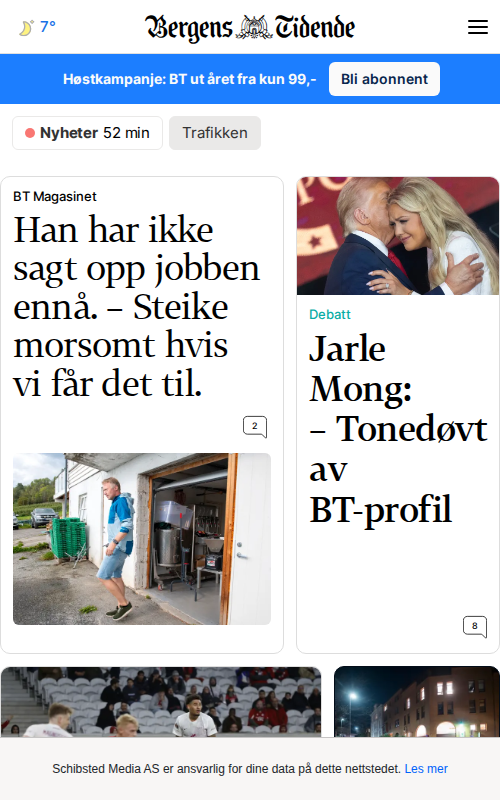 7°
Bergens Tidende
Høstkampanje: BT ut året fra kun 99,-
Bli abonnent
Nyheter 52 min
Trafikken
BT Magasinet
Han har ikke
sagt opp jobben
ennå. – Steike
morsomt hvis
vi får det til.
2
Debatt
Jarle
Mong:
– Tonedøvt
av
BT-profil
8
Schibsted Media AS er ansvarlig for dine data på dette nettstedet. Les mer